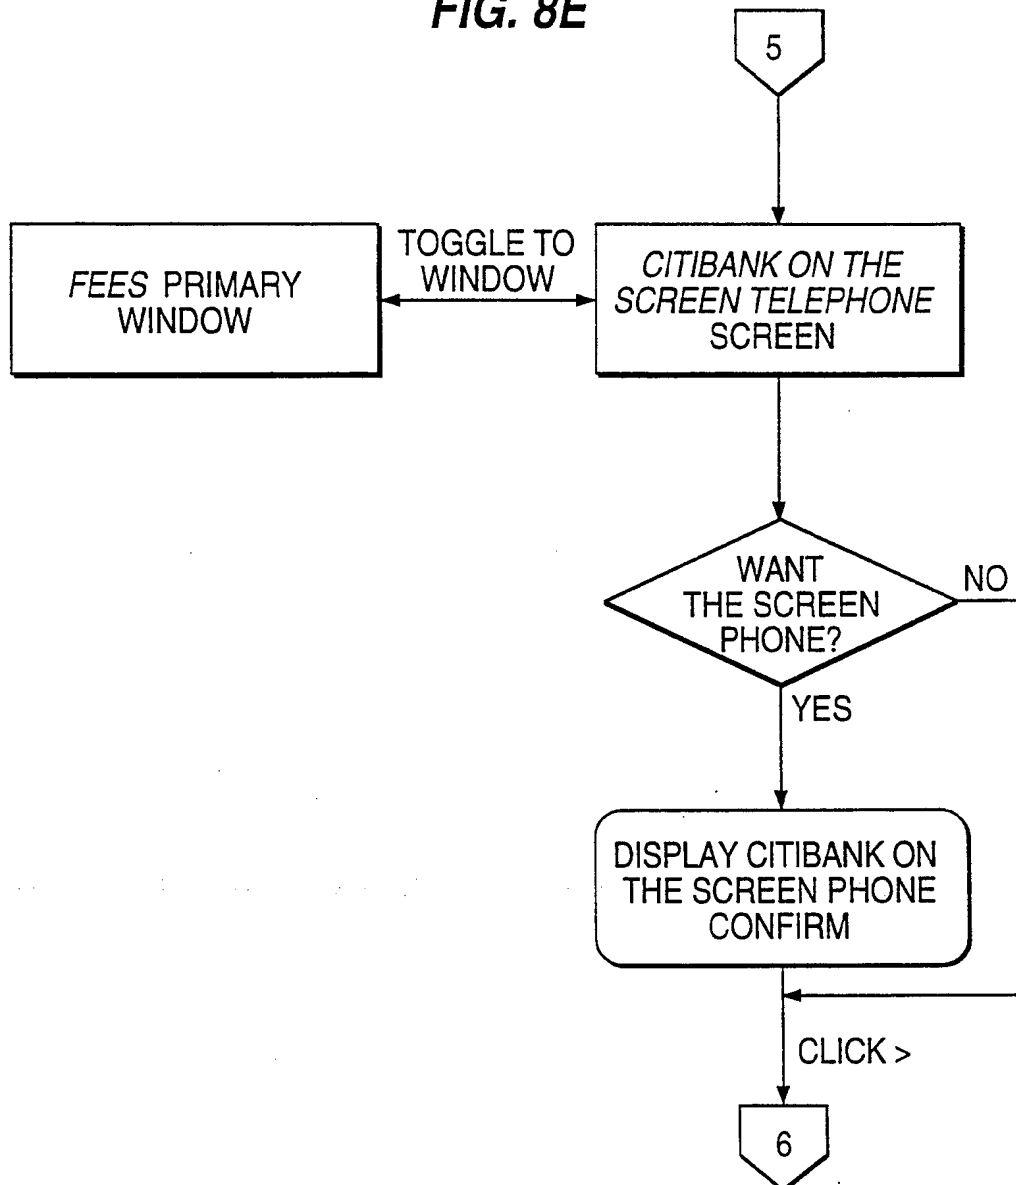 FIG. 8E
5
FEES PRIMARY
WINDOW
TOGGLE TO
WINDOW
CITIBANK ON THE
SCREEN TELEPHONE
SCREEN
WANT
THE SCREEN
PHONE?
NO
YES
DISPLAY CITIBANK ON
THE SCREEN PHONE
CONFIRM
CLICK >
6